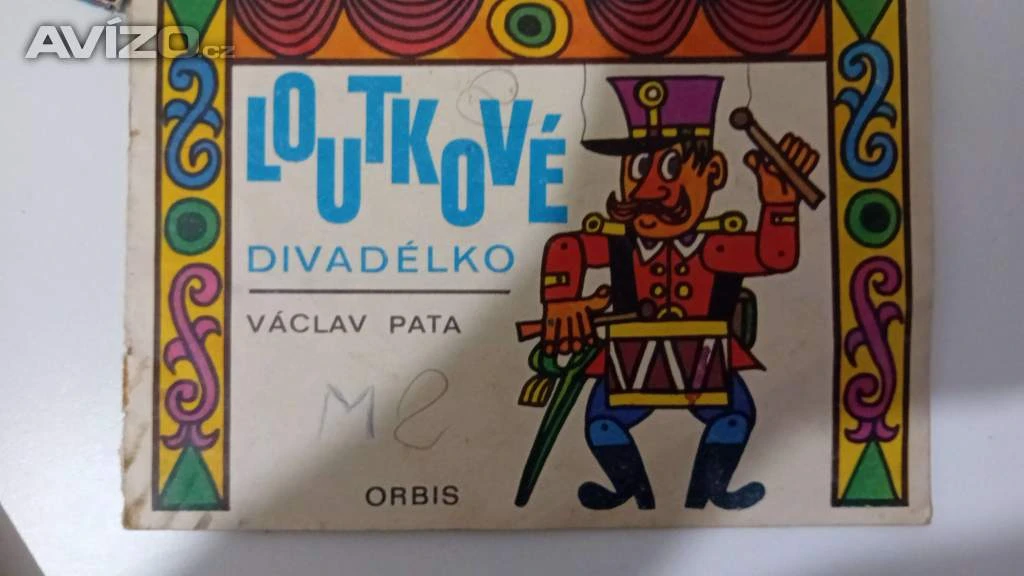 AVÍZO.cz
LOUTKOVÉ
DIVADÉLKO
VÁCLAV PATA
M2
ORBIS